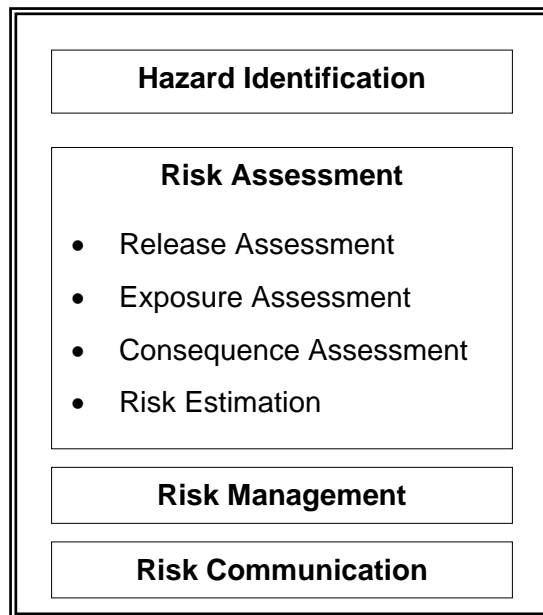 Hazard Identification
Risk Assessment
• Release Assessment
• Exposure Assessment
• Consequence Assessment
• Risk Estimation
Risk Management
Risk Communication